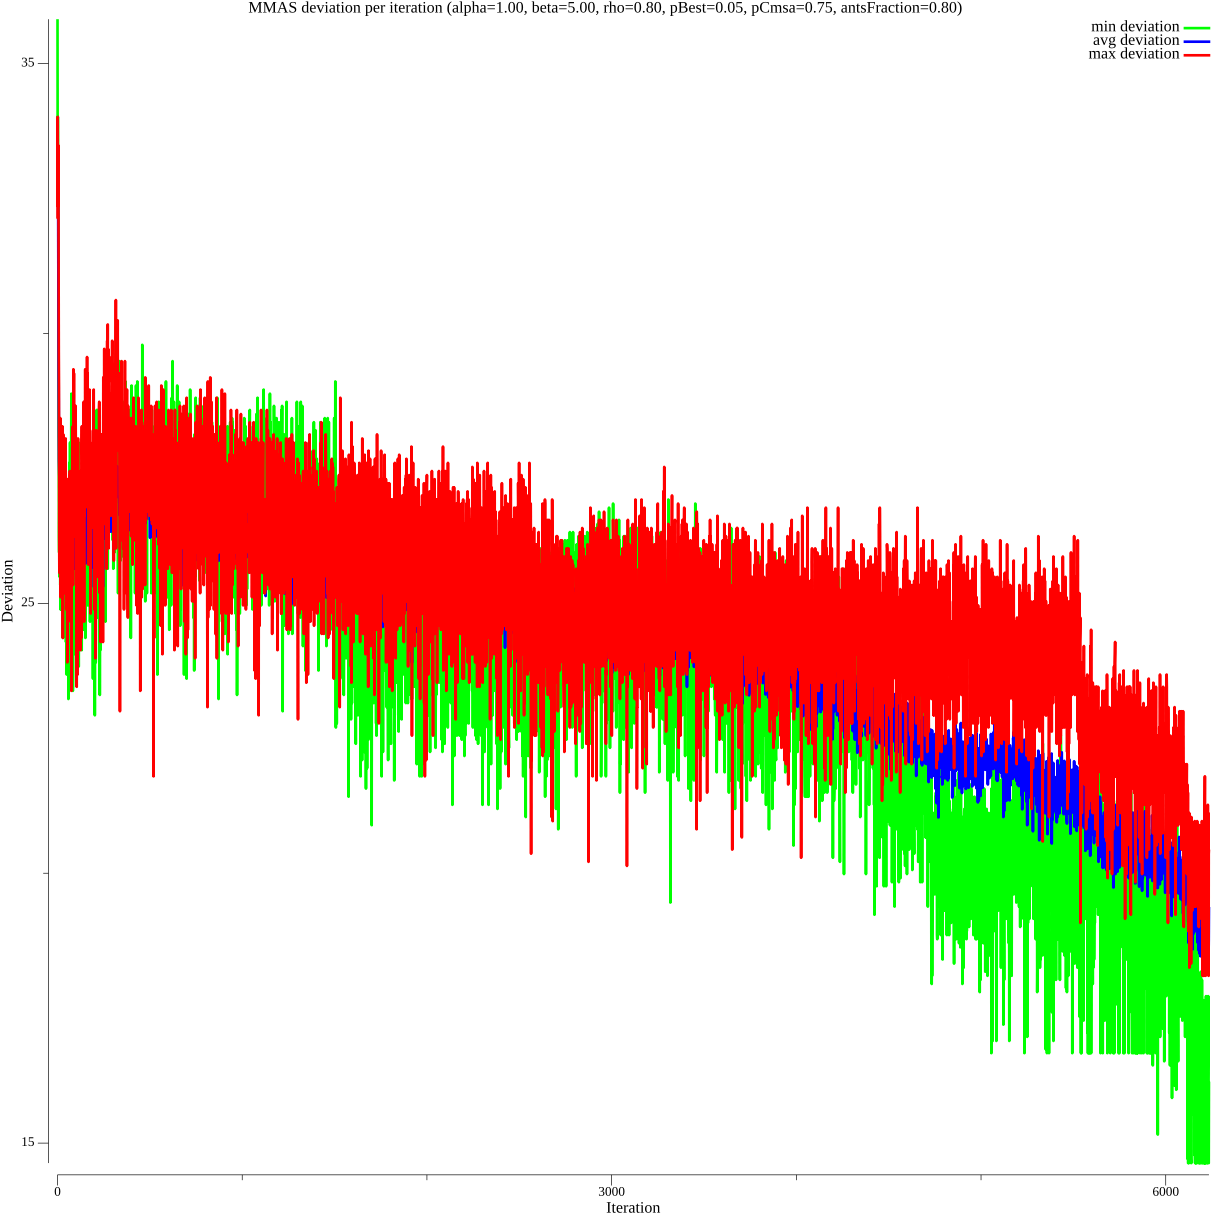 MMAS deviation per iteration (alpha=1.00, beta=5.00, rho=0.80, pBest=0.05, pCmsa=0.75, antsFraction=0.80)
min deviation
avg deviation
max deviation
35
25
15
Deviation
0
3000
6000
Iteration